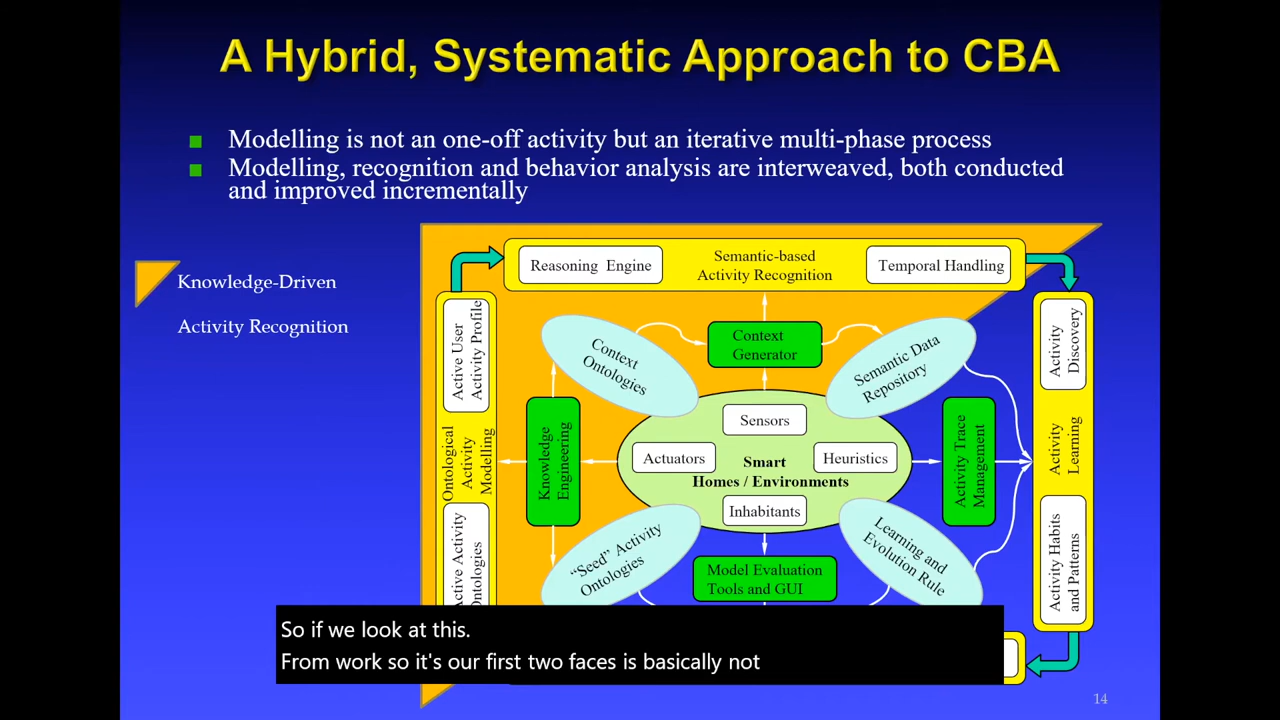 A Hybrid, Systematic Approach to CBA
Modelling is not an one-off activity but an iterative multi-phase process
Modelling, recognition and behavior analysis are interweaved, both conducted
and improved incrementally
Knowledge-Driven
Activity Recognition
Reasoning Engine
Semantic-based
Activity Recognition
Temporal Handling
Active User
Activity Profile
Ontological
Activity
Modelling
Active Activity
Ontologies
Context
Ontologies
Context
Generator
Semantic Data
Repository
Activity
Discovery
Knowledge
Engineering
Sensors
Actuators
Smart
Homes / Environments
Heuristics
Inhabitants
Activity Trace
Management
Activity
Learning
"Seed" Activity
Ontologies
Model Evaluation
Tools and GUI
Learning and
Evolution Rule
Activity Habits
and Patterns
So if we look at this.
From work so it's our first two faces is basically not
14